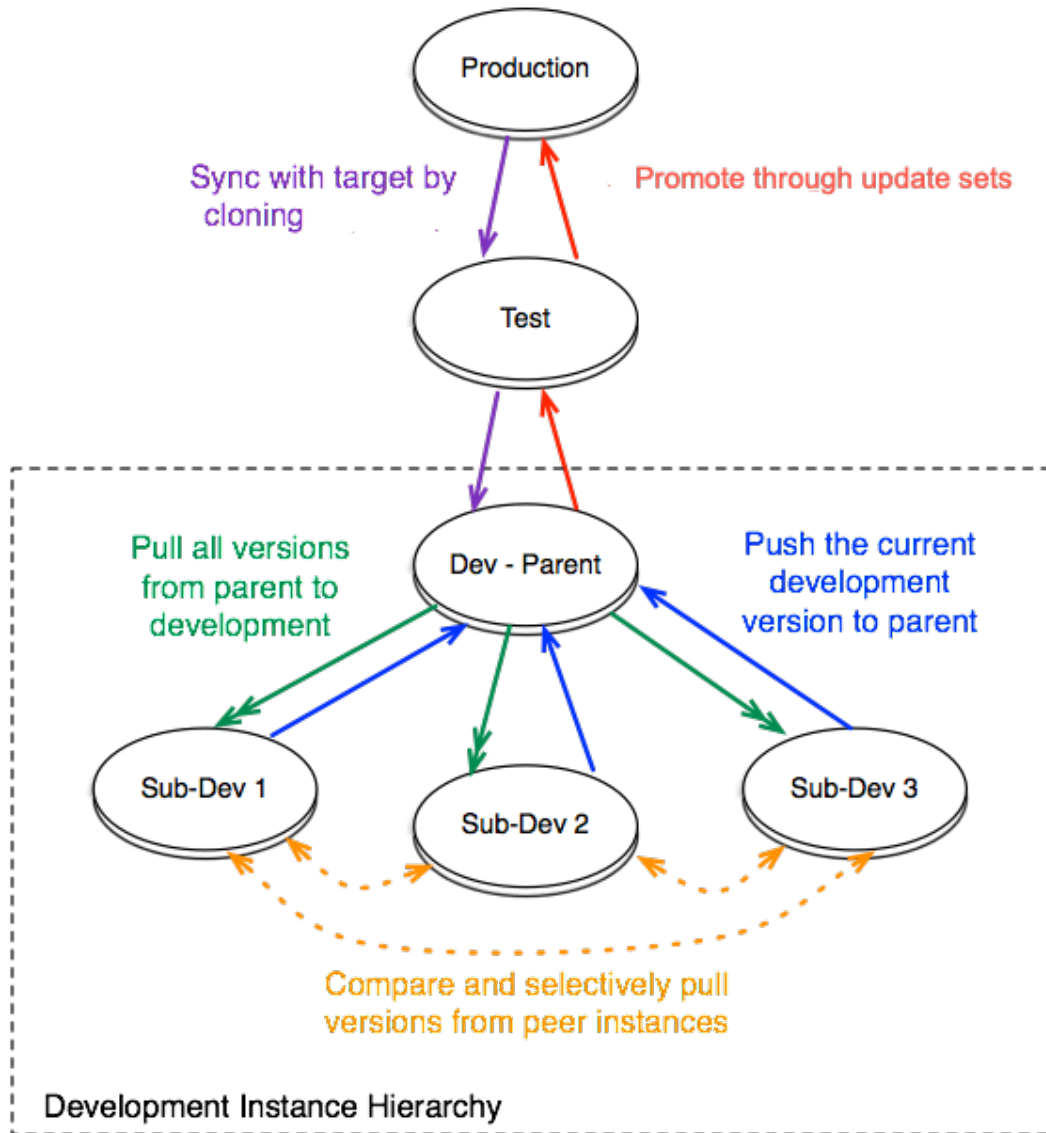 Production
Sync with target by
cloning
Promote through update sets
Test
Pull all versions
from parent to
development
Dev - Parent
Push the current
development
version to parent
Sub-Dev 1
Sub-Dev 2
Sub-Dev 3
Compare and selectively pull
versions from peer instances
Development Instance Hierarchy